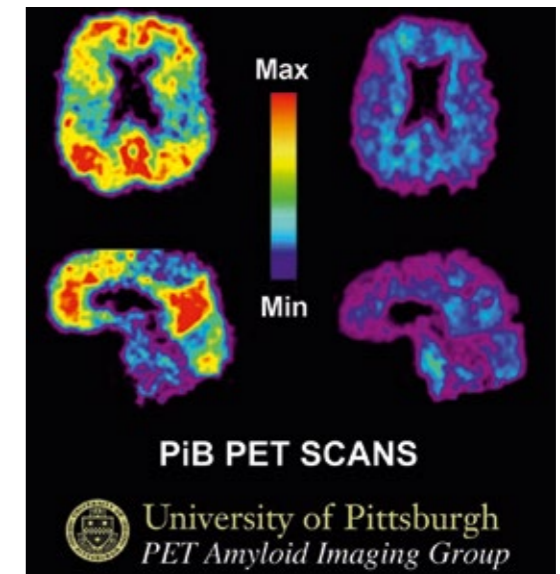 Max
Min
PiB PET SCANS
University of Pittsburgh
PET Amyloid Imaging Group